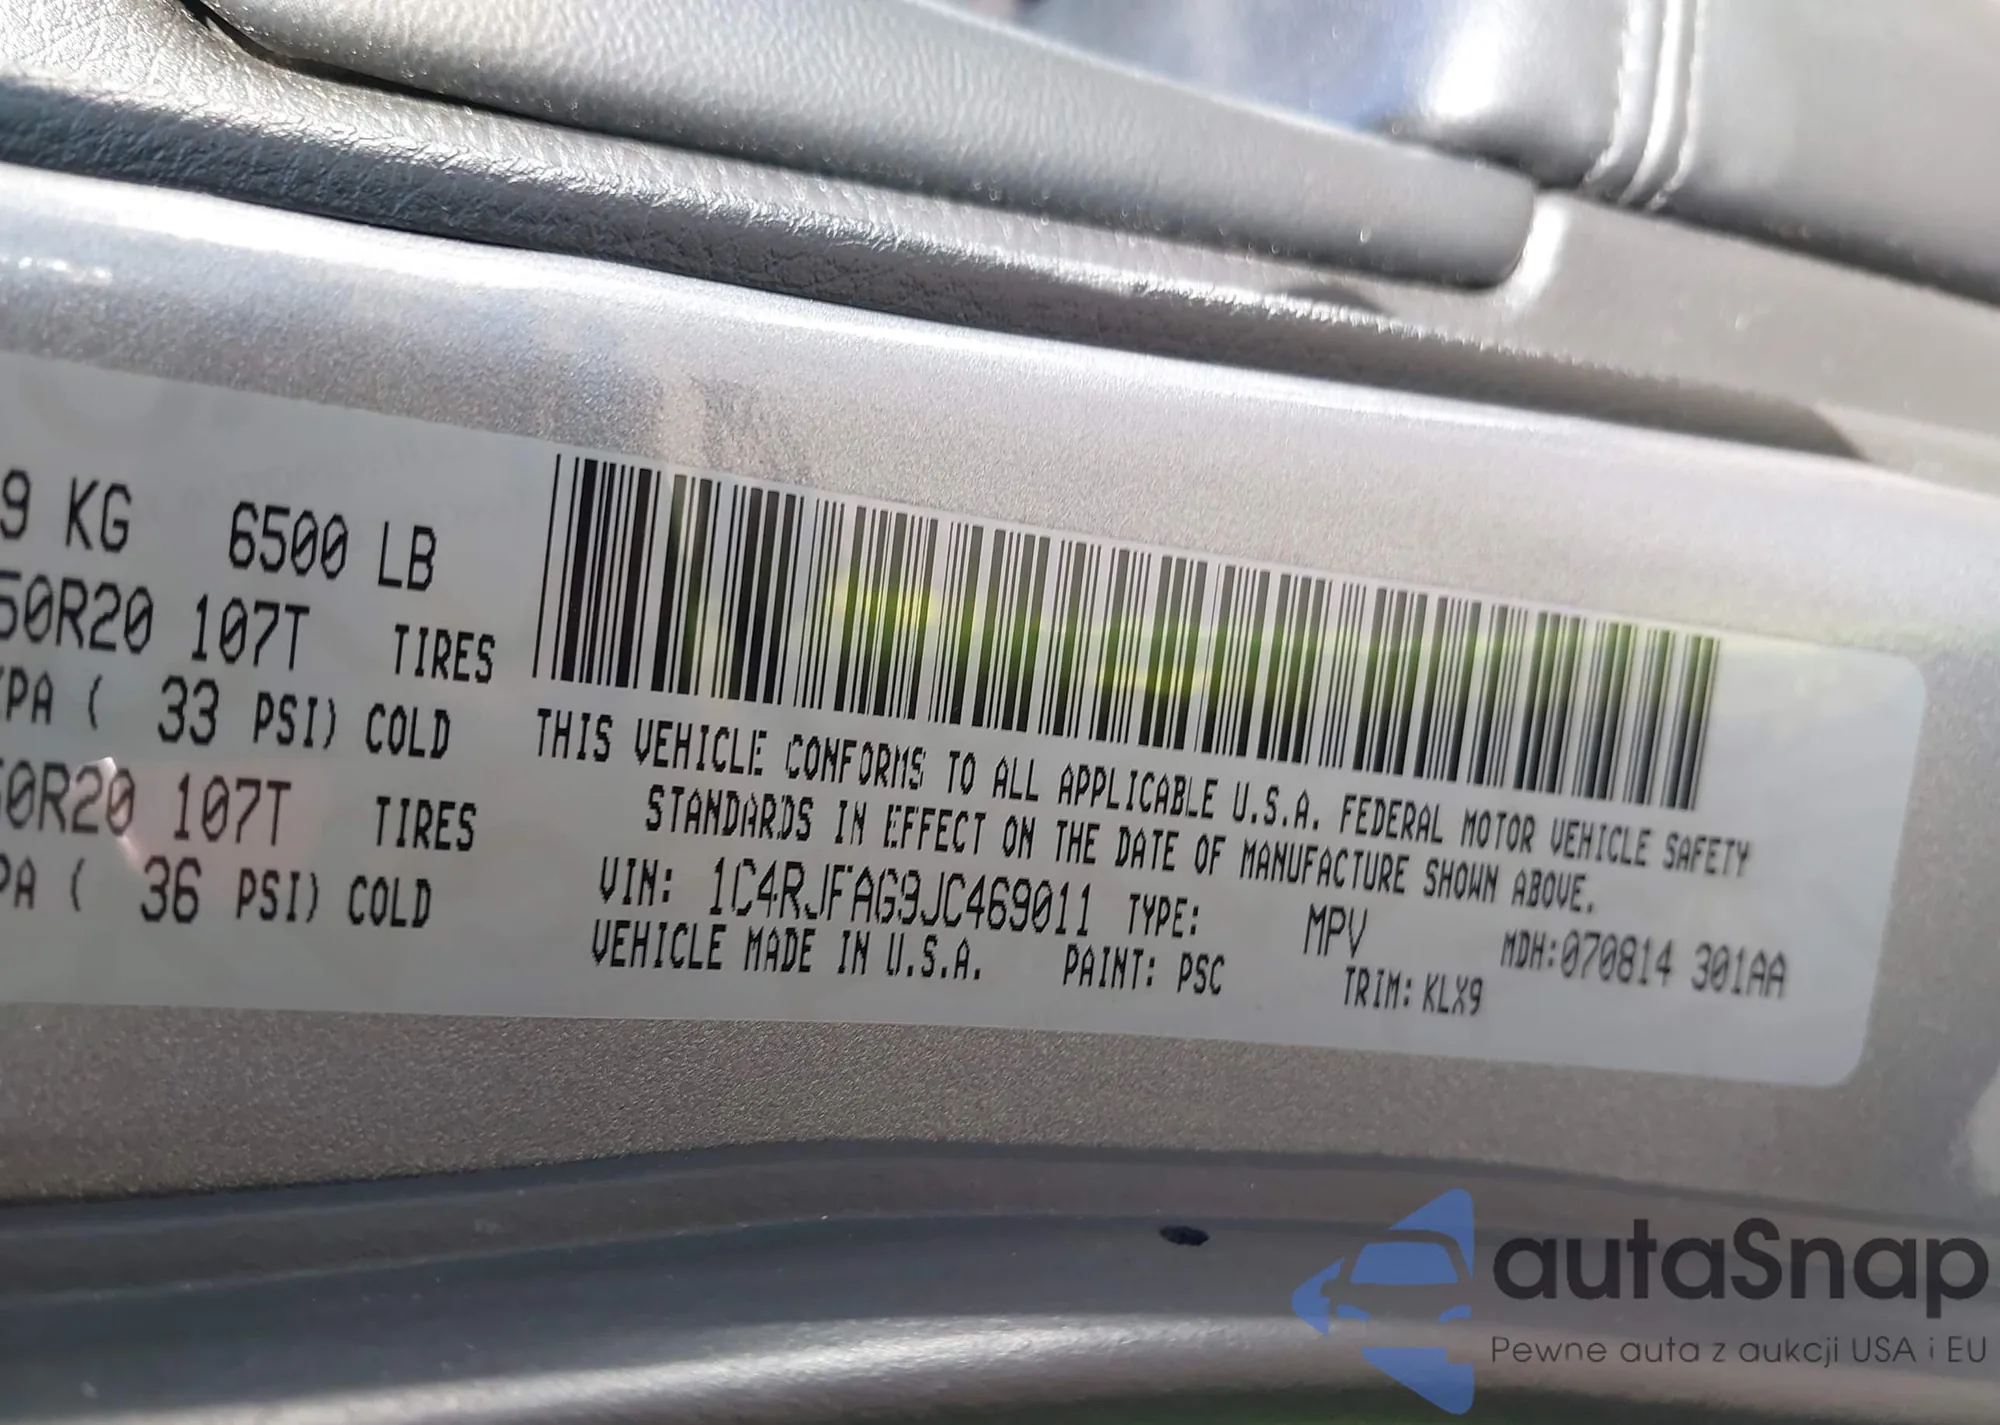 9 KG 6500 LB
50R20 107T TIRES
KPA ( 33 PSI) COLD
50R20 107T TIRES
PA ( 36 PSI) COLD
THIS VEHICLE CONFORMS TO ALL APPLICABLE U.S.A. FEDERAL MOTOR VEHICLE SAFETY
STANDARDS IN EFFECT ON THE DATE OF MANUFACTURE SHOWN ABOVE.
VIN: 1C4RJFAG9JC469011 TYPE: MPV MDH:070814 301AA
VEHICLE MADE IN U.S.A. PAINT: PSC TRIM: KLX9
autaSnap
Pewne auta z aukcji USA i EU